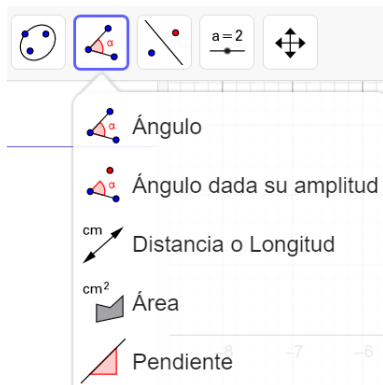 α
a=2
α Ángulo
α Ángulo dada su amplitud
cm Distancia o Longitud
cm² Área
Pendiente
-8 -7 -6